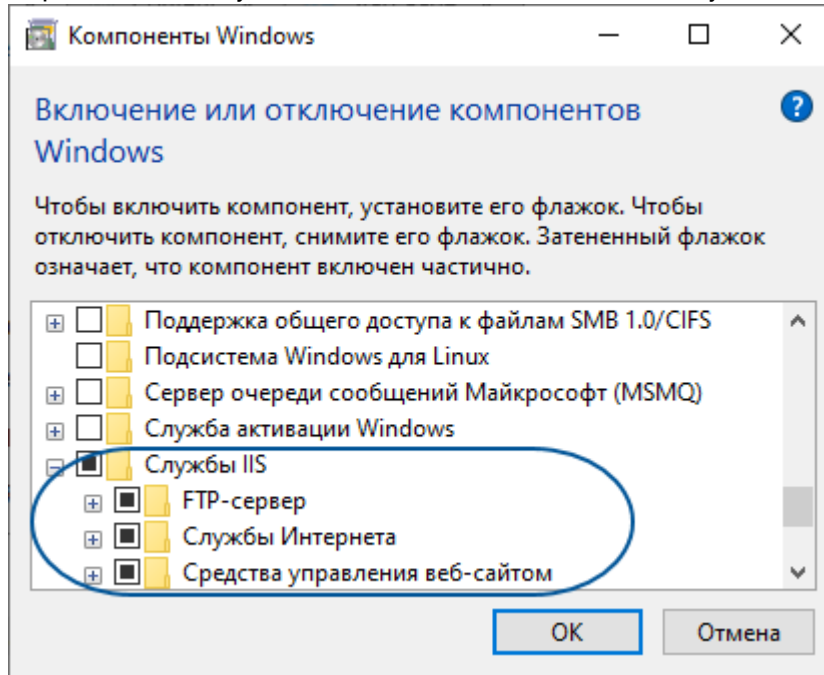 Компоненты Windows
Включение или отключение компонентов
Windows
Чтобы включить компонент, установите его флажок. Чтобы
отключить компонент, снимите его флажок. Затененный флажок
означает, что компонент включен частично.
Поддержка общего доступа к файлам SMB 1.0/CIFS
Подсистема Windows для Linux
Сервер очереди сообщений Майкрософт (MSMQ)
Служба активации Windows
Службы IIS
FTP-сервер
Службы Интернета
Средства управления веб-сайтом
ОК Отмена